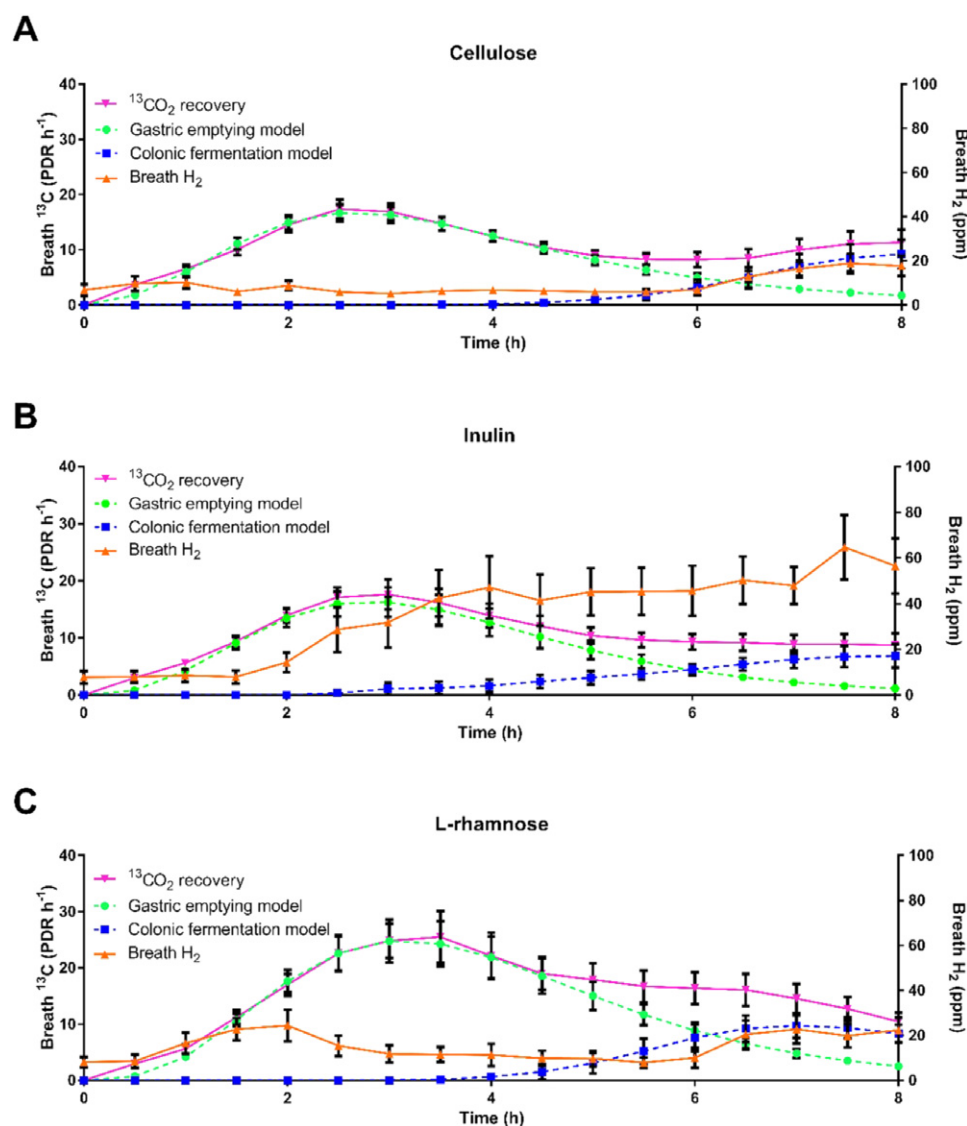 A
Cellulose
40
30
20
10
0
Breath ¹³C (PDR h⁻¹)
¹³CO₂ recovery
Gastric emptying model
Colonic fermentation model
Breath H₂
100
80
60
40
20
0
Breath H₂ (ppm)
0 2 4 6 8
Time (h)
B
Inulin
40
30
20
10
0
Breath ¹³C (PDR h⁻¹)
¹³CO₂ recovery
Gastric emptying model
Colonic fermentation model
Breath H₂
100
80
60
40
20
0
Breath H₂ (ppm)
0 2 4 6 8
Time (h)
C
L-rhamnose
40
30
20
10
0
Breath ¹³C (PDR h⁻¹)
¹³CO₂ recovery
Gastric emptying model
Colonic fermentation model
Breath H₂
100
80
60
40
20
0
Breath H₂ (ppm)
0 2 4 6 8
Time (h)